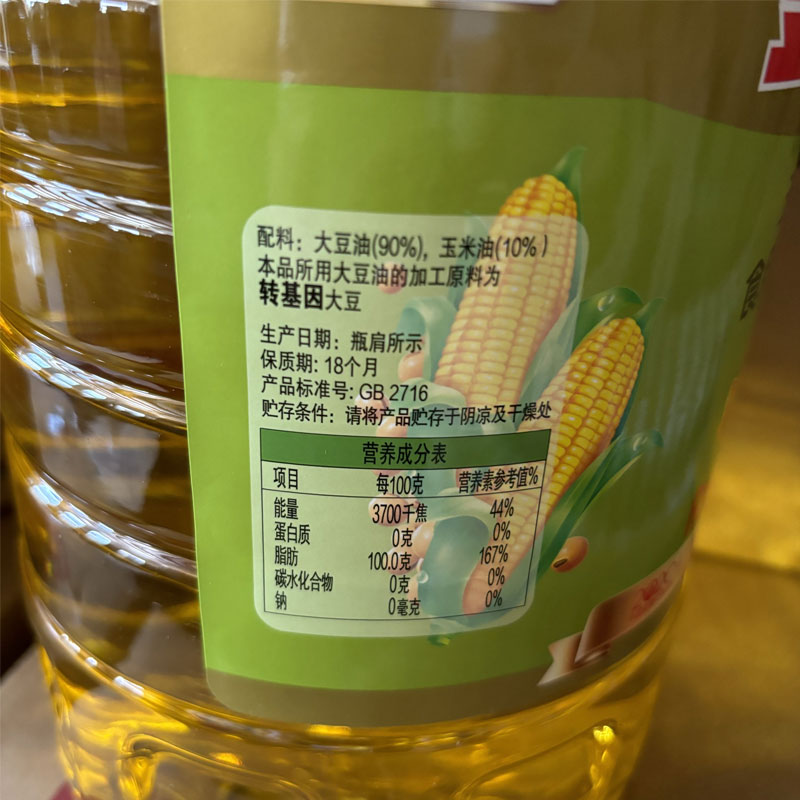 配料：大豆油(90%)，玉米油(10%)
本品所用大豆油的加工原料为
转基因大豆
生产日期：瓶肩所示
保质期: 18个月
产品标准号: GB 2716
贮存条件：请将产品贮存于阴凉及干燥处
营养成分表
项目 每100克 营养素参考值%
能量 3700千焦 44%
蛋白质 0克 0%
脂肪 100.0克 167%
碳水化合物 0克 0%
钠 0毫克 0%
食